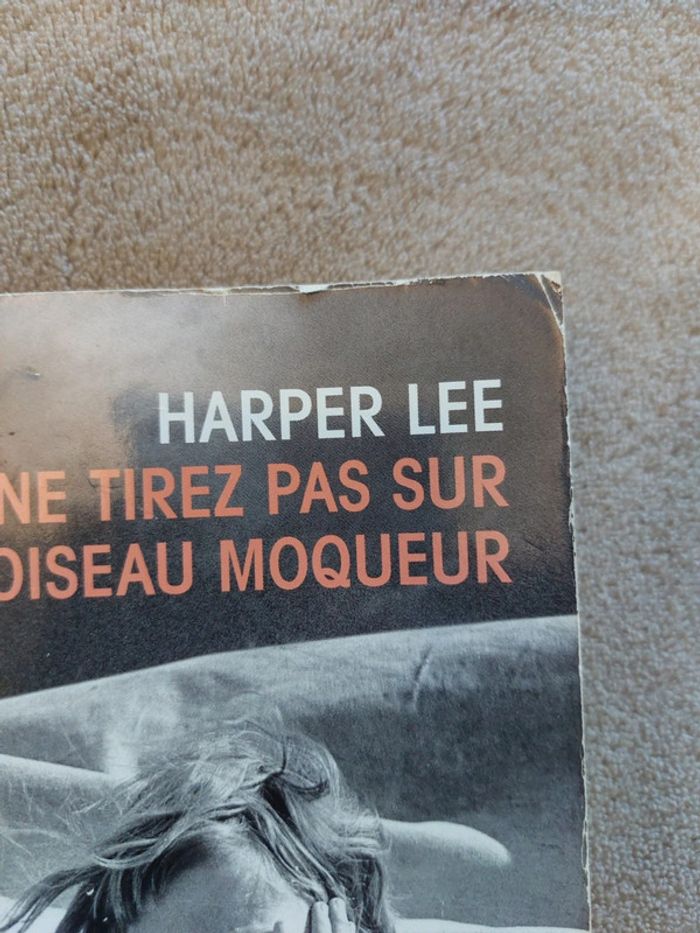 HARPER LEE
NE TIREZ PAS SUR
OISEAU MOQUEUR